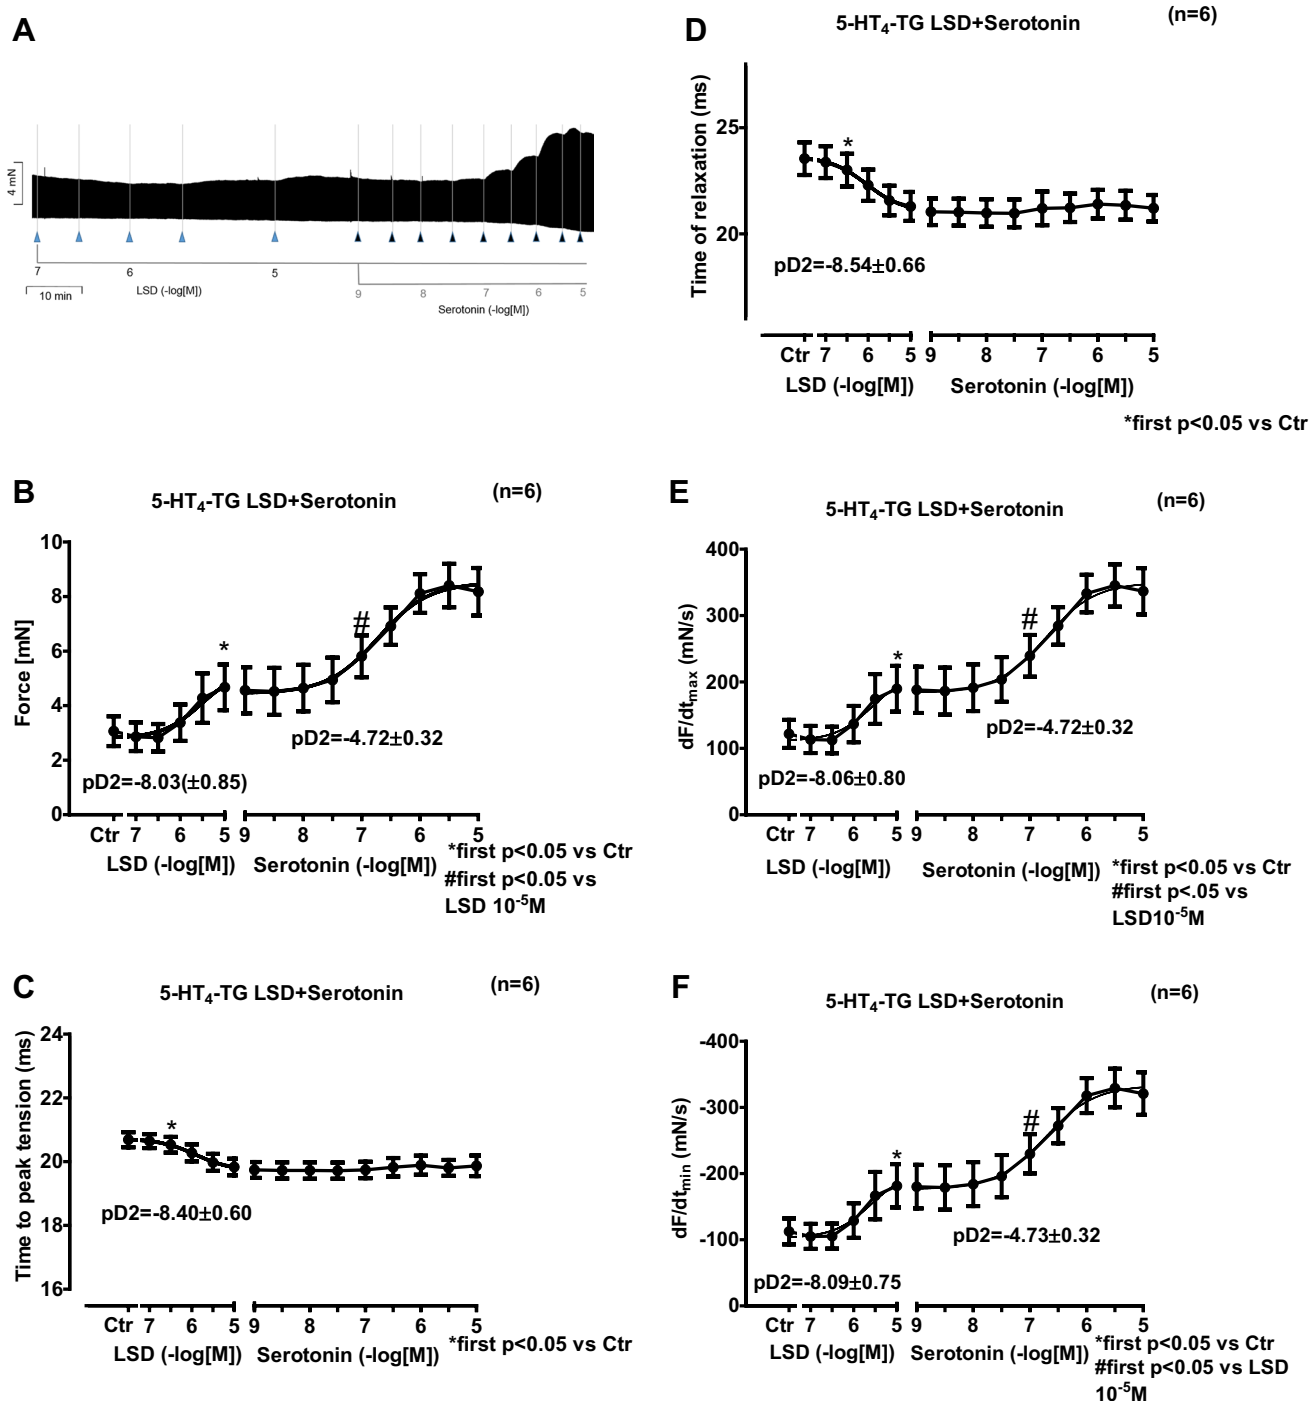 A
4 mN
7
6
5
10 min
LSD (-log[M])
9
8
7
6
5
Serotonin (-log[M])
B
5-HT₄-TG LSD+Serotonin
(n=6)
10
8
6
4
2
0
Force [mN]
*
#
pD2=-4.72±0.32
pD2=-8.03(±0.85)
Ctr 7 6 5 9 8 7 6 5
LSD (-log[M]) Serotonin (-log[M])
*first p<0.05 vs Ctr
#first p<0.05 vs
LSD 10⁻⁵M
C
5-HT₄-TG LSD+Serotonin
(n=6)
24
22
20
18
16
Time to peak tension (ms)
*
pD2=-8.40±0.60
Ctr 7 6 5 9 8 7 6 5
LSD (-log[M]) Serotonin (-log[M])
*first p<0.05 vs Ctr
D
5-HT₄-TG LSD+Serotonin
(n=6)
25
20
Time of relaxation (ms)
*
pD2=-8.54±0.66
Ctr 7 6 5 9 8 7 6 5
LSD (-log[M]) Serotonin (-log[M])
*first p<0.05 vs Ctr
E
5-HT₄-TG LSD+Serotonin
(n=6)
400
300
200
100
0
dF/dtmax (mN/s)
*
#
pD2=-4.72±0.32
pD2=-8.06±0.80
Ctr 7 6 5 9 8 7 6 5
LSD (-log[M]) Serotonin (-log[M])
*first p<0.05 vs Ctr
#first p<.05 vs
LSD10⁻⁵M
F
5-HT₄-TG LSD+Serotonin
(n=6)
-400
-300
-200
-100
0
dF/dtmin (mN/s)
*
#
pD2=-4.73±0.32
pD2=-8.09±0.75
Ctr 7 6 5 9 8 7 6 5
LSD (-log[M]) Serotonin (-log[M])
*first p<0.05 vs Ctr
#first p<0.05 vs LSD
10⁻⁵M